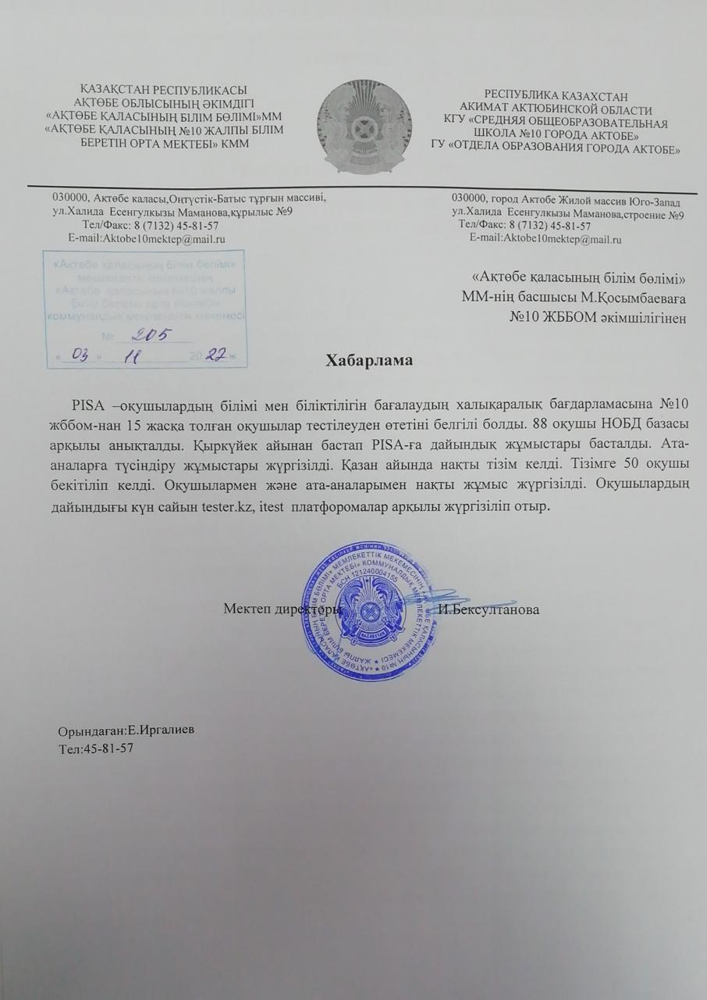 ҚАЗАҚСТАН РЕСПУБЛИКАСЫ
АҚТӨБЕ ОБЛЫСЫНЫҢ ӘКІМДІГІ
«АҚТӨБЕ ҚАЛАСЫНЫҢ БІЛІМ БӨЛІМІ»ММ
«АҚТӨБЕ ҚАЛАСЫНЫҢ №10 ЖАЛПЫ БІЛІМ
БЕРЕТІН ОРТА МЕКТЕБІ» КММ
РЕСПУБЛИКА КАЗАХСТАН
АКИМАТ АКТЮБИНСКОЙ ОБЛАСТИ
КГУ «СРЕДНЯЯ ОБЩЕОБРАЗОВАТЕЛЬНАЯ
ШКОЛА №10 ГОРОДА АКТОБЕ»
ГУ «ОТДЕЛА ОБРАЗОВАНИЯ ГОРОДА АКТОБЕ»
030000, Ақтөбе каласы,Оңтүстік-Батыс тұрғын массиві,
ул.Халида Есенгулкызы Маманова,құрылыс №9
Тел/Факс: 8 (7132) 45-81-57
E-mail:Aktobe10mektep@mail.ru
030000, город Актобе Жилой массив Юго-Запад
ул.Халида Есенгулкызы Маманова,строение №9
Тел/Факс: 8 (7132) 45-81-57
E-mail:Aktobe10mektep@mail.ru
«Ақтөбе қаласының білім бөлімі»
мемлекеттік мекемесінің
«Ақтөбе қаласының №10 жалпы
білім беретін орта мектебі»
коммуналдық мемлекеттік мекемесі
№ 205
« 03 » 11 20 22 ж
«Ақтөбе қаласының білім бөлімі»
ММ-нің басшысы М.Қосымбаеваға
№10 ЖББОМ әкімшілігінен
Хабарлама
PISA –оқушылардың білімі мен біліктілігін бағалаудың халықаралық бағдарламасына №10
жббом-нан 15 жасқа толған оқушылар тестілеуден өтетіні белгілі болды. 88 оқушы НОБД базасы
арқылы анықталды. Қыркүйек айынан бастап PISA-ға дайындық жұмыстары басталды. Ата-
аналарға түсіндіру жұмыстары жүргізілді. Қазан айында нақты тізім келді. Тізімге 50 оқушы
бекітіліп келді. Оқушылармен және ата-аналарымен нақты жұмыс жүргізілді. Оқушылардың
дайындығы күн сайын tester.kz, itest платфоромалар арқылы жүргізіліп отыр.
Мектеп директоры И.Бексултанова
БІЛІМ БӨЛІМІ» МЕМЛЕКЕТТІК МЕКЕМЕСІНІҢ
ОРТА МЕКТЕБІ» КОММУНАЛДЫҚ МЕМЛЕКЕТТІК МЕКЕМЕСІ
БСН 121240004155
Орындаған:Е.Иргалиев
Тел:45-81-57